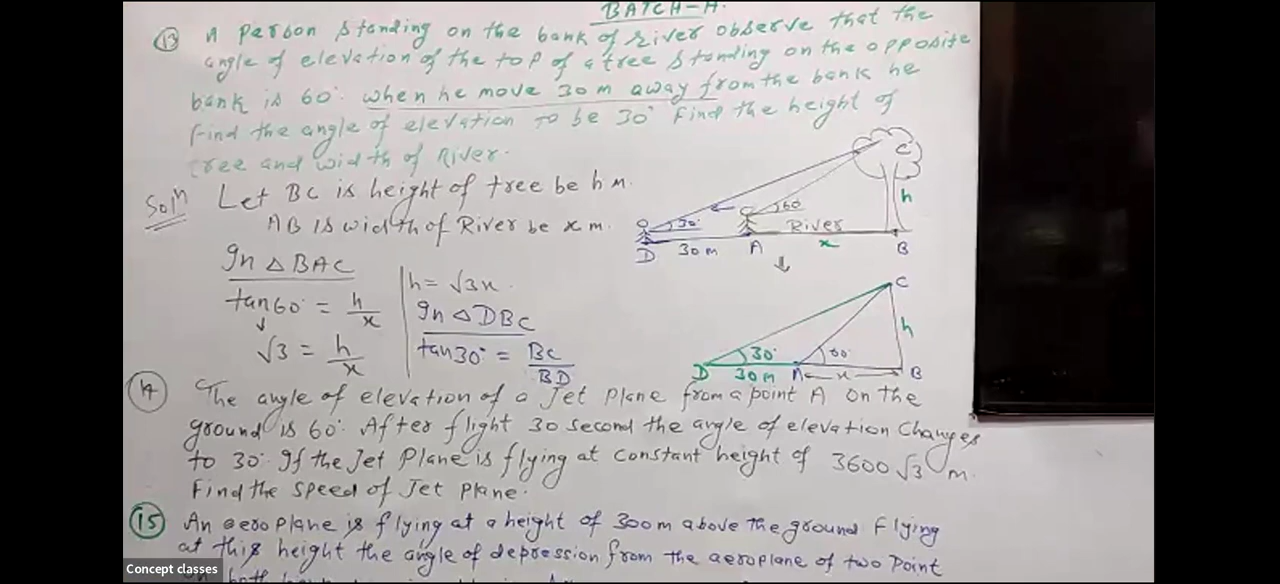 BATCH-A.
13 A person standing on the bank of river observe that the
angle of elevation of the top of a tree standing on the opposite
bank is 60°. when he move 30 m away from the bank he
find the angle of elevation to be 30° Find the height of
tree and width of River.
Solⁿ Let BC is height of tree be h m.
AB is width of River be x m.
In △BAC
tan60° = h/x
√3 = h/x
h = √3x.
In △DBC
tan30° = BC/BD
C
h
30° 60
River
D 30 m A x B
C
h
30° 60°
D 30 m A x B
14 The angle of elevation of a Jet Plane from a point A on the
ground is 60°. After flight 30 second the angle of elevation Changes
to 30°. If the Jet Plane is flying at constant height of 3600√3 m.
Find the speed of Jet plane.
15 An aeroplane is flying at a height of 300m above the ground Flying
at this height the angle of depression from the aeroplane of two Point
Concept classes